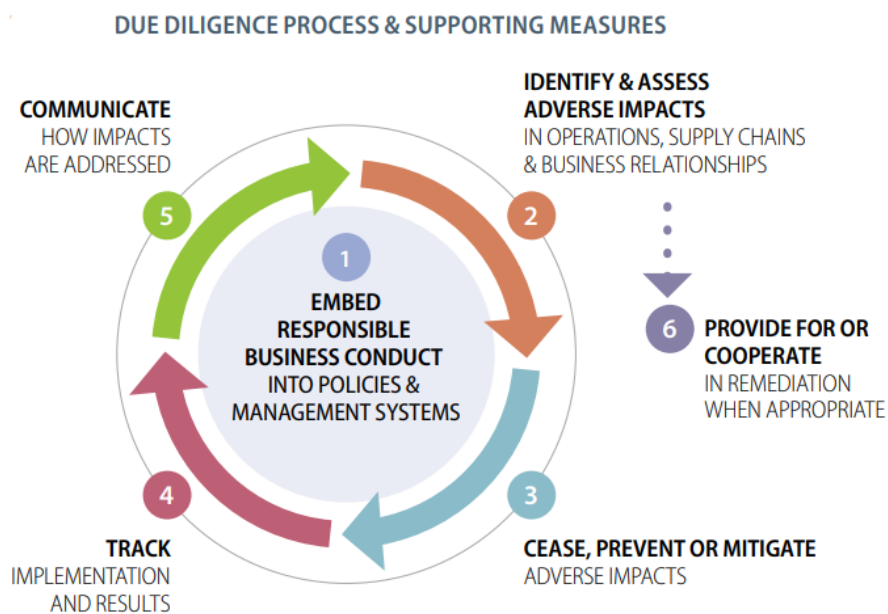 DUE DILIGENCE PROCESS & SUPPORTING MEASURES
1
EMBED
RESPONSIBLE
BUSINESS CONDUCT
INTO POLICIES &
MANAGEMENT SYSTEMS
2
IDENTIFY & ASSESS
ADVERSE IMPACTS
IN OPERATIONS, SUPPLY CHAINS
& BUSINESS RELATIONSHIPS
3
CEASE, PREVENT OR MITIGATE
ADVERSE IMPACTS
4
TRACK
IMPLEMENTATION
AND RESULTS
5
COMMUNICATE
HOW IMPACTS
ARE ADDRESSED
6
PROVIDE FOR OR
COOPERATE
IN REMEDIATION
WHEN APPROPRIATE